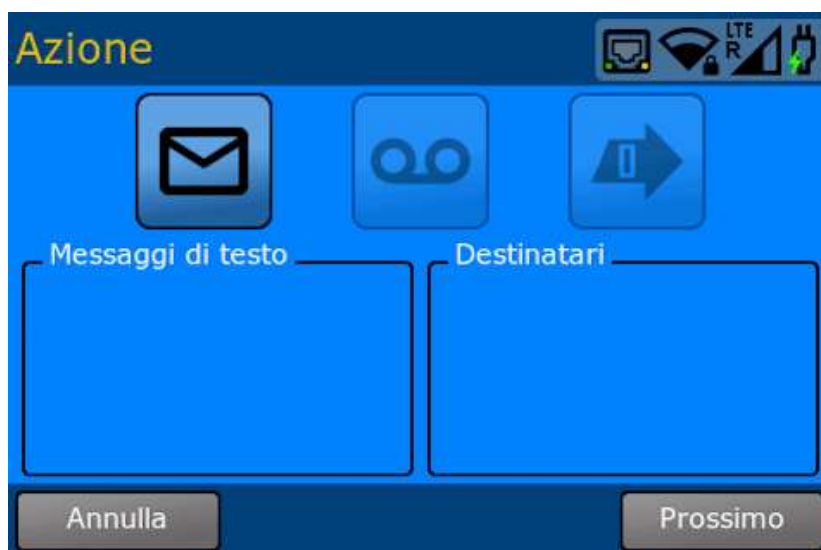 Azione
LTE
R
Messaggi di testo
Destinatari
Annulla
Prossimo